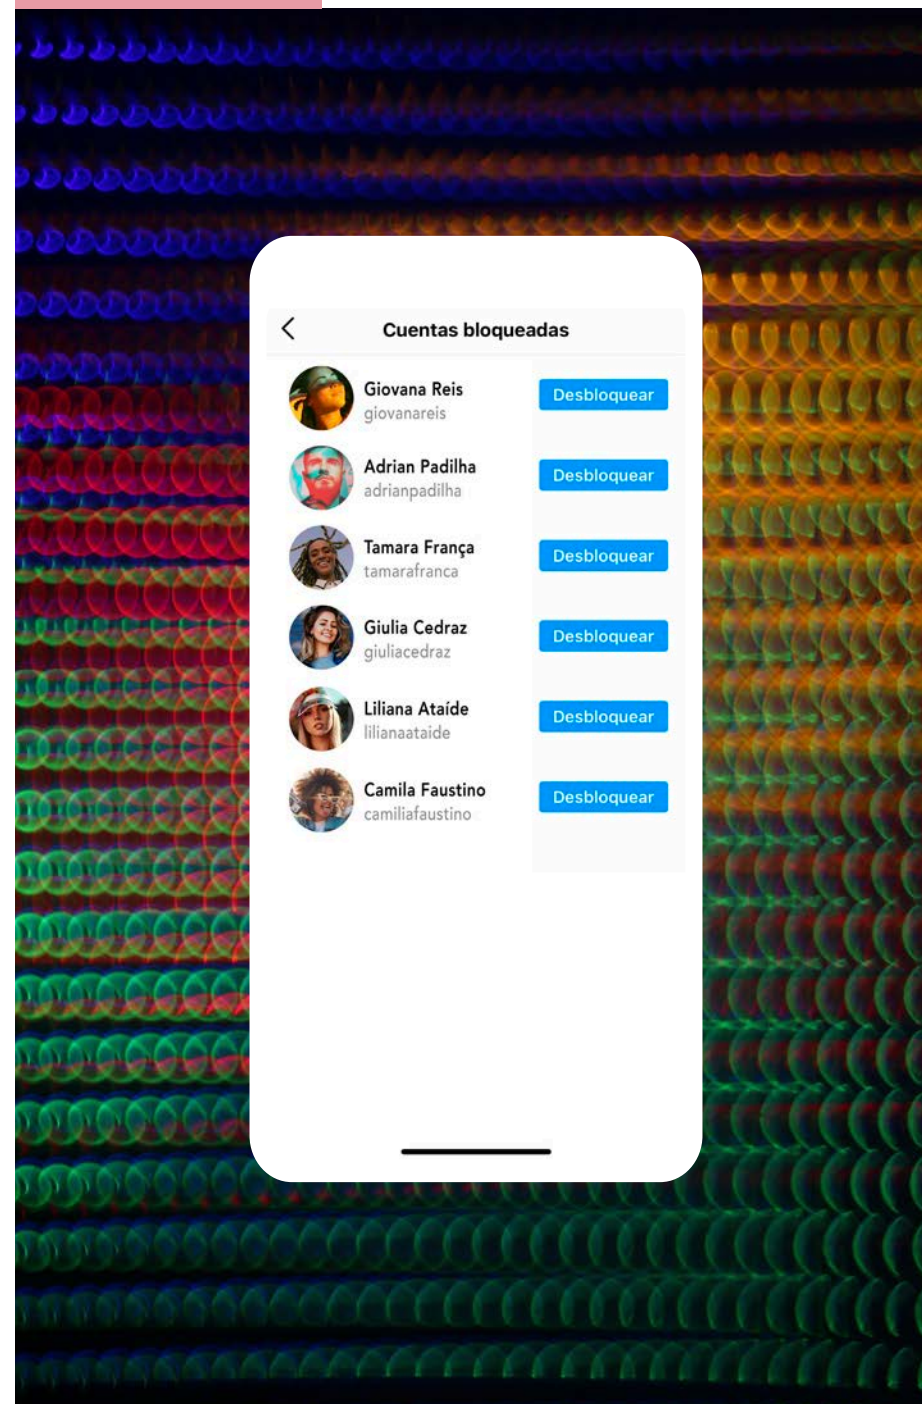 Cuentas bloqueadas
Giovana Reis
giovanareis
Desbloquear
Adrian Padilha
adrianpadilha
Desbloquear
Tamara França
tamarafranca
Desbloquear
Giulia Cedraz
giuliacedraz
Desbloquear
Liliana Ataíde
lilianaataide
Desbloquear
Camila Faustino
camiliafaustino
Desbloquear